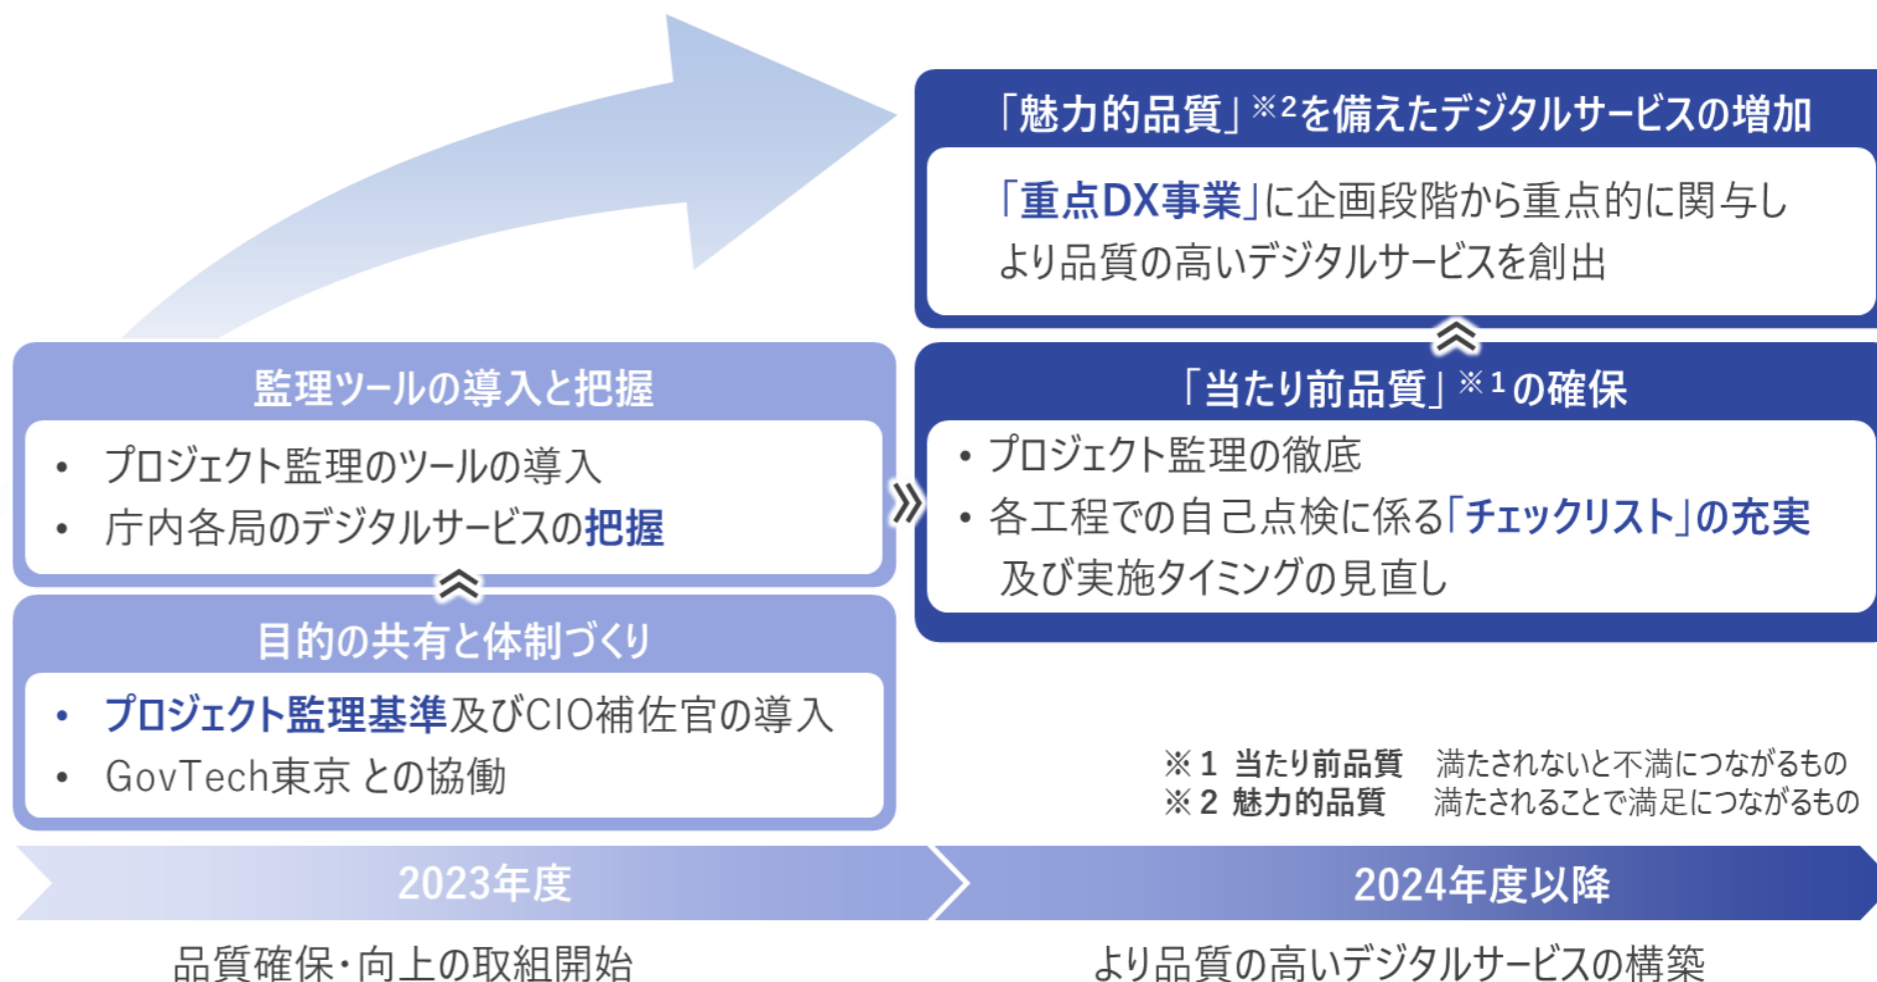 「魅力的品質」※2を備えたデジタルサービスの増加
「重点DX事業」に企画段階から重点的に関与し
より品質の高いデジタルサービスを創出
監理ツールの導入と把握
• プロジェクト監理のツールの導入
• 庁内各局のデジタルサービスの把握
「当たり前品質」※1の確保
• プロジェクト監理の徹底
• 各工程での自己点検に係る「チェックリスト」の充実
及び実施タイミングの見直し
目的の共有と体制づくり
• プロジェクト監理基準及びCIO補佐官の導入
• GovTech東京 との協働
※1 当たり前品質 満たされないと不満につながるもの
※2 魅力的品質 満たされることで満足につながるもの
2023年度
2024年度以降
品質確保・向上の取組開始
より品質の高いデジタルサービスの構築